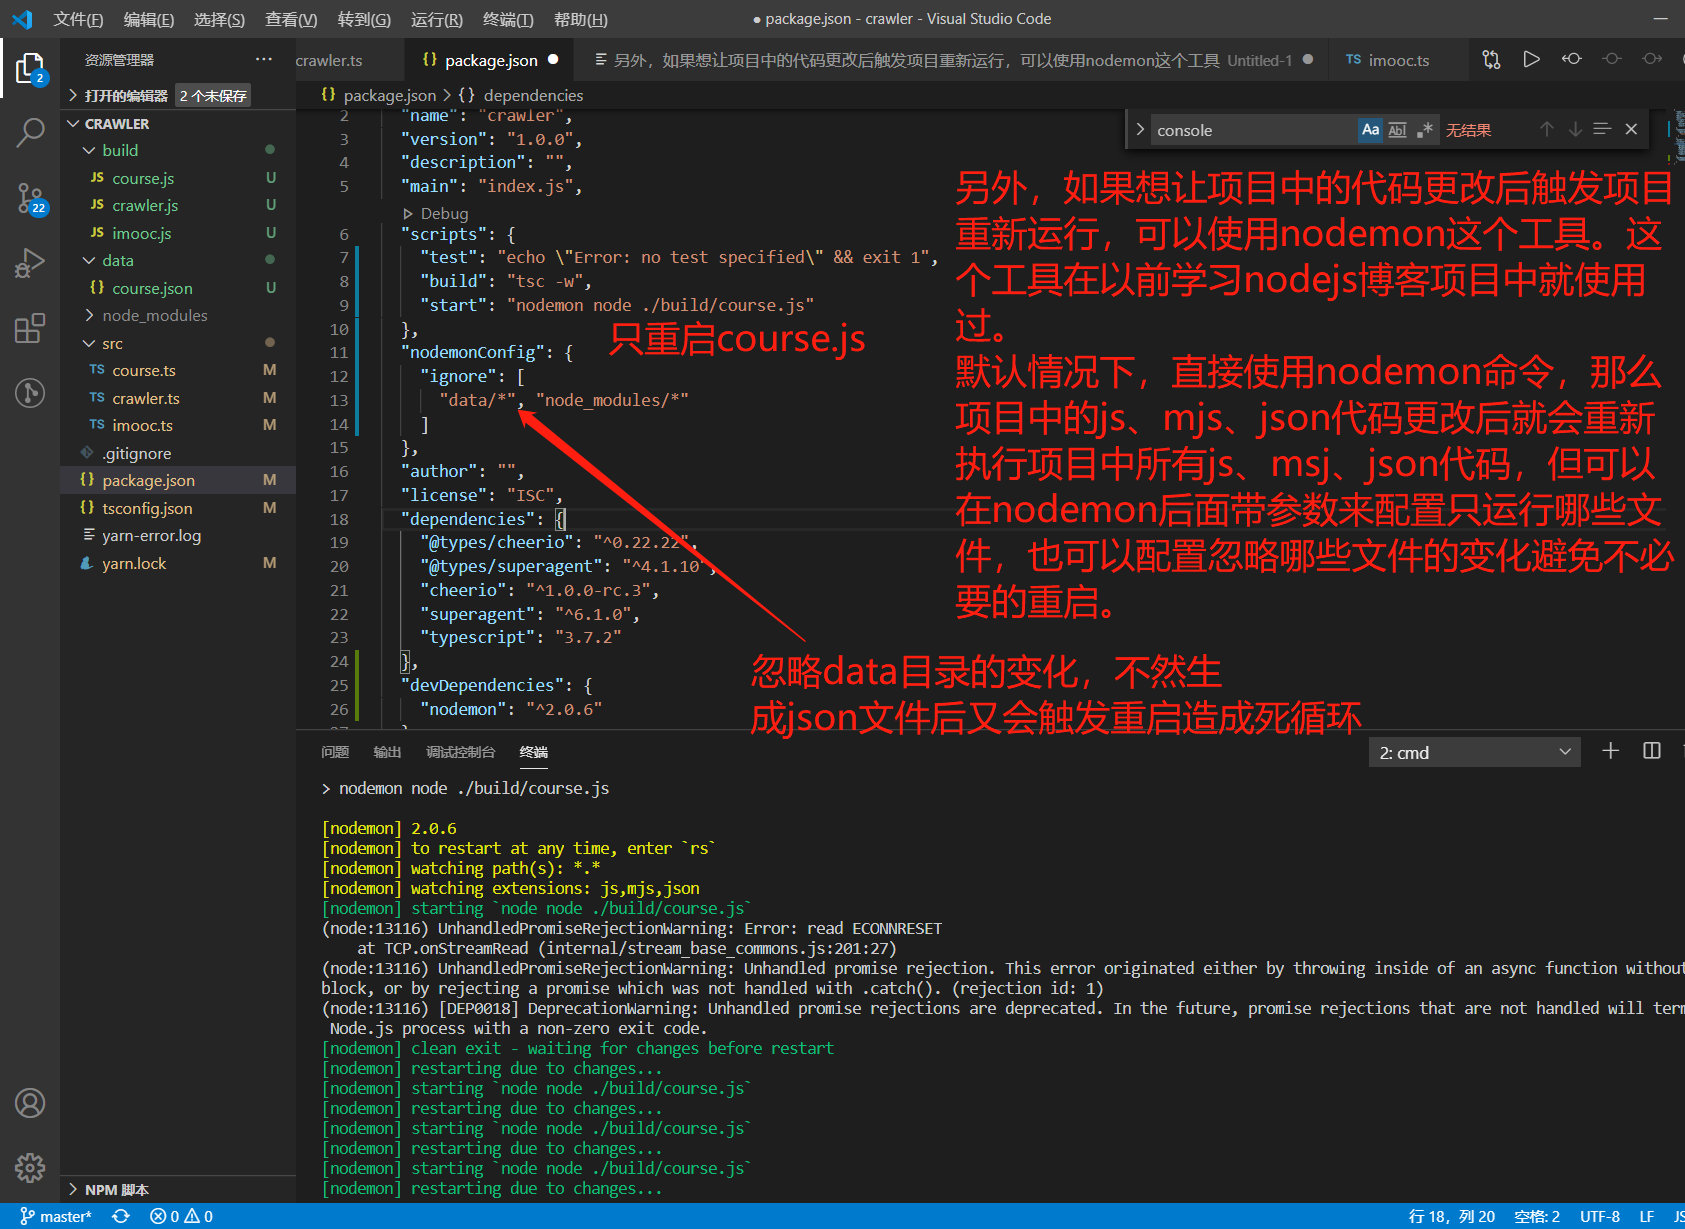 文件(F) 编辑(E) 选择(S) 查看(V) 转到(G) 运行(R) 终端(T) 帮助(H) ● package.json - crawler - Visual Studio Code
资源管理器 ··· crawler.ts {} package.json ● 另外，如果想让项目中的代码更改后触发项目重新运行，可以使用nodemon这个工具 Untitled-1 ● TS imooc.ts
打开的编辑器 2 个未保存
package.json > {} dependencies
CRAWLER
build
JS course.js U
JS crawler.js U
JS imooc.js U
data
{} course.json U
node_modules
src
TS course.ts M
TS crawler.ts M
TS imooc.ts M
.gitignore
{} package.json M
{} tsconfig.json M
yarn-error.log
yarn.lock M
NPM 脚本
2
22
console Aa Abl .* 无结果
2 "name": "crawler",
3 "version": "1.0.0",
4 "description": "",
5 "main": "index.js",
Debug
6 "scripts": {
7 "test": "echo \"Error: no test specified\" && exit 1",
8 "build": "tsc -w",
9 "start": "nodemon node ./build/course.js"
10 },
11 "nodemonConfig": {
12 "ignore": [
13 "data/*", "node_modules/*"
14 ]
15 },
16 "author": "",
17 "license": "ISC",
18 "dependencies": {
19 "@types/cheerio": "^0.22.22",
20 "@types/superagent": "^4.1.10",
21 "cheerio": "^1.0.0-rc.3",
22 "superagent": "^6.1.0",
23 "typescript": "3.7.2"
24 },
25 "devDependencies": {
26 "nodemon": "^2.0.6"
只重启course.js
另外，如果想让项目中的代码更改后触发项目
重新运行，可以使用nodemon这个工具。这
个工具在以前学习nodejs博客项目中就使用
过。
默认情况下，直接使用nodemon命令，那么
项目中的js、mjs、json代码更改后就会重新
执行项目中所有js、msj、json代码，但可以
在nodemon后面带参数来配置只运行哪些文
件，也可以配置忽略哪些文件的变化避免不必
要的重启。
忽略data目录的变化，不然生
成json文件后又会触发重启造成死循环
问题 输出 调试控制台 终端 2: cmd
> nodemon node ./build/course.js
[nodemon] 2.0.6
[nodemon] to restart at any time, enter `rs`
[nodemon] watching path(s): *.*
[nodemon] watching extensions: js,mjs,json
[nodemon] starting `node node ./build/course.js`
(node:13116) UnhandledPromiseRejectionWarning: Error: read ECONNRESET
at TCP.onStreamRead (internal/stream_base_commons.js:201:27)
(node:13116) UnhandledPromiseRejectionWarning: Unhandled promise rejection. This error originated either by throwing inside of an async function without
block, or by rejecting a promise which was not handled with .catch(). (rejection id: 1)
(node:13116) [DEP0018] DeprecationWarning: Unhandled promise rejections are deprecated. In the future, promise rejections that are not handled will term
Node.js process with a non-zero exit code.
[nodemon] clean exit - waiting for changes before restart
[nodemon] restarting due to changes...
[nodemon] starting `node node ./build/course.js`
[nodemon] restarting due to changes...
[nodemon] starting `node node ./build/course.js`
[nodemon] restarting due to changes...
[nodemon] starting `node node ./build/course.js`
[nodemon] restarting due to changes...
master* 0 0 行 18，列 20 空格: 2 UTF-8 LF JS